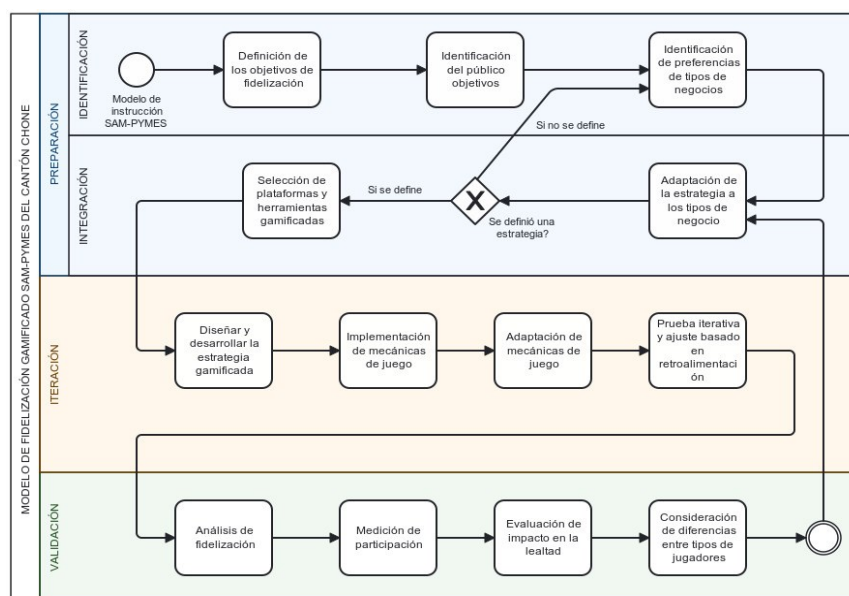 MODELO DE FIDELIZACIÓN GAMIFICADO SAM-PYMES DEL CANTÓN CHONE
PREPARACIÓN
IDENTIFICACIÓN
Modelo de
instrucción
SAM-PYMES
Definición de
los objetivos de
fidelización
Identificación
del público
objetivos
Identificación
de preferencias
de tipos de
negocios
Si no se define
INTEGRACIÓN
Selección de
plataformas y
herramientas
gamificadas
Si se define
Se definió una
estrategia?
Adaptación de
la estrategia a
los tipos de
negocio
ITERACIÓN
Diseñar y
desarrollar la
estrategia
gamificada
Implementación
de mecánicas
de juego
Adaptación de
mecánicas de
juego
Prueba iterativa
y ajuste basado
en
retroalimentaci
ón
VALIDACIÓN
Análisis de
fidelización
Medición de
participación
Evaluación de
impacto en la
lealtad
Consideración
de diferencias
entre tipos de
jugadores